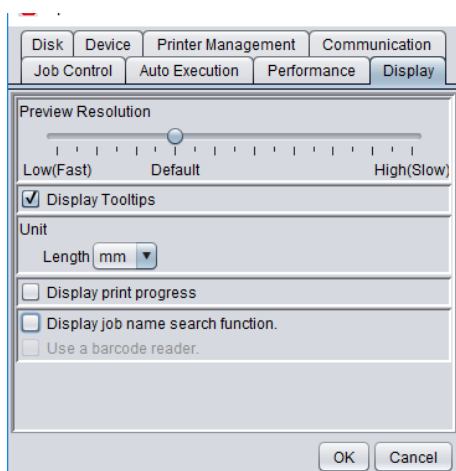 Disk Device Printer Management Communication
Job Control Auto Execution Performance Display
Preview Resolution
Low(Fast) Default High(Slow)
Display Tooltips
Unit
Length mm
Display print progress
Display job name search function.
Use a barcode reader.
OK Cancel